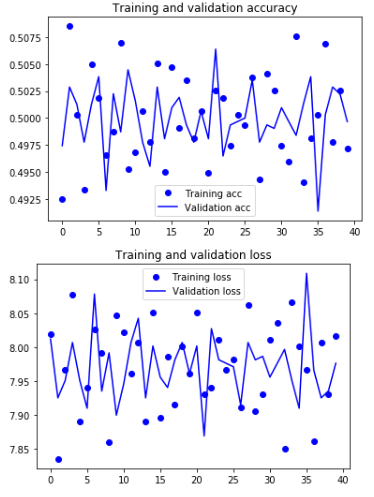 Training and validation accuracy
0.5075
0.5050
0.5025
0.5000
0.4975
0.4950
0.4925
Training acc
Validation acc
0 5 10 15 20 25 30 35 40
Training and validation loss
8.10
8.05
8.00
7.95
7.90
7.85
Training loss
Validation loss
0 5 10 15 20 25 30 35 40